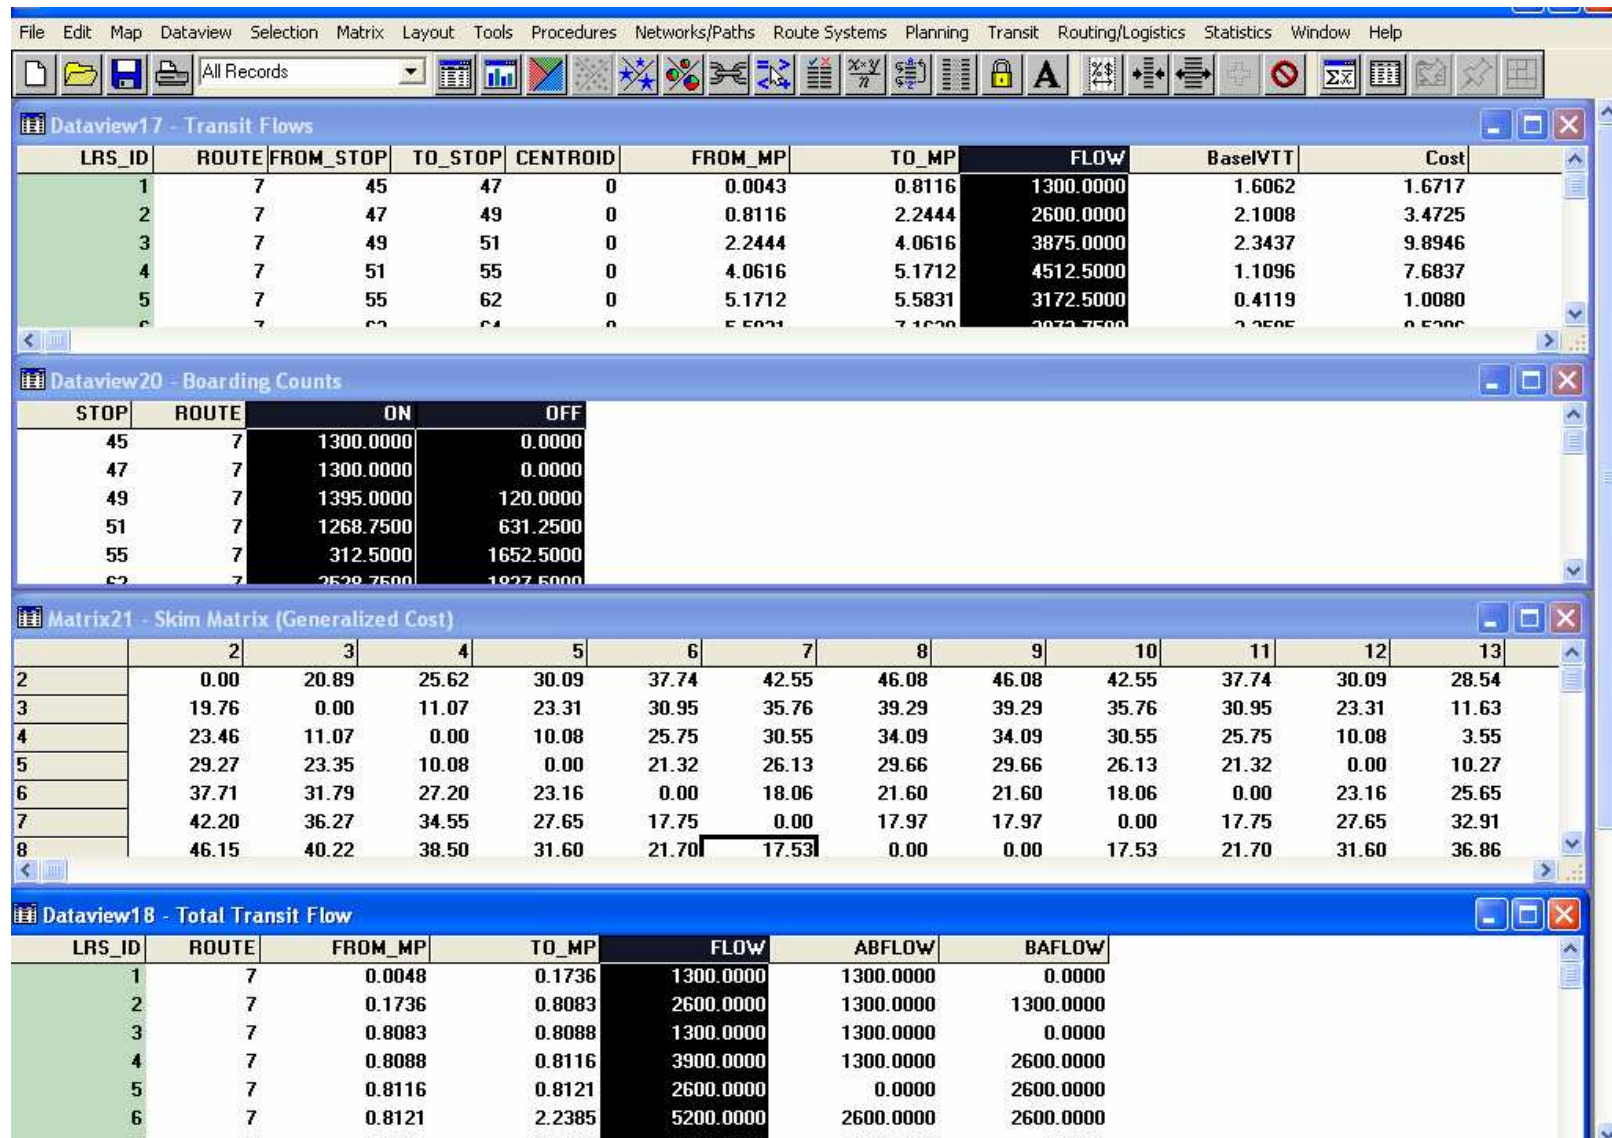 File Edit Map Dataview Selection Matrix Layout Tools Procedures Networks/Paths Route Systems Planning Transit Routing/Logistics Statistics Window Help
All Records
Dataview17 - Transit Flows
LRS_ID ROUTE FROM_STOP TO_STOP CENTROID FROM_MP TO_MP FLOW BaseIVTT Cost
1 7 45 47 0 0.0043 0.8116 1300.0000 1.6062 1.6717
2 7 47 49 0 0.8116 2.2444 2600.0000 2.1008 3.4725
3 7 49 51 0 2.2444 4.0616 3875.0000 2.3437 9.8946
4 7 51 55 0 4.0616 5.1712 4512.5000 1.1096 7.6837
5 7 55 62 0 5.1712 5.5831 3172.5000 0.4119 1.0080
Dataview20 - Boarding Counts
STOP ROUTE ON OFF
45 7 1300.0000 0.0000
47 7 1300.0000 0.0000
49 7 1395.0000 120.0000
51 7 1268.7500 631.2500
55 7 312.5000 1652.5000
Matrix21 - Skim Matrix (Generalized Cost)
2 3 4 5 6 7 8 9 10 11 12 13
2 0.00 20.89 25.62 30.09 37.74 42.55 46.08 46.08 42.55 37.74 30.09 28.54
3 19.76 0.00 11.07 23.31 30.95 35.76 39.29 39.29 35.76 30.95 23.31 11.63
4 23.46 11.07 0.00 10.08 25.75 30.55 34.09 34.09 30.55 25.75 10.08 3.55
5 29.27 23.35 10.08 0.00 21.32 26.13 29.66 29.66 26.13 21.32 0.00 10.27
6 37.71 31.79 27.20 23.16 0.00 18.06 21.60 21.60 18.06 0.00 23.16 25.65
7 42.20 36.27 34.55 27.65 17.75 0.00 17.97 17.97 0.00 17.75 27.65 32.91
8 46.15 40.22 38.50 31.60 21.70 17.53 0.00 0.00 17.53 21.70 31.60 36.86
Dataview18 - Total Transit Flow
LRS_ID ROUTE FROM_MP TO_MP FLOW ABFLOW BAFLOW
1 7 0.0048 0.1736 1300.0000 1300.0000 0.0000
2 7 0.1736 0.8083 2600.0000 1300.0000 1300.0000
3 7 0.8083 0.8088 1300.0000 1300.0000 0.0000
4 7 0.8088 0.8116 3900.0000 1300.0000 2600.0000
5 7 0.8116 0.8121 2600.0000 0.0000 2600.0000
6 7 0.8121 2.2385 5200.0000 2600.0000 2600.0000